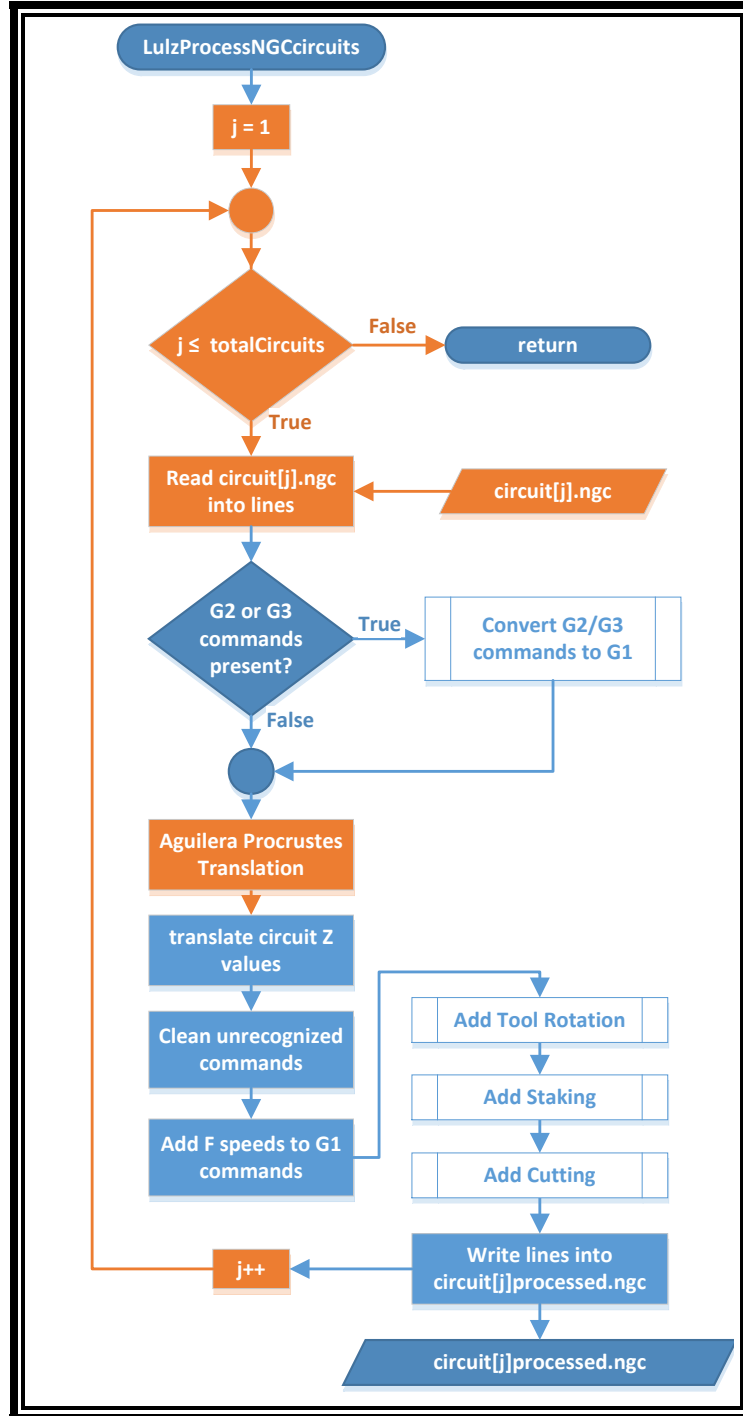 LulzProcessNGCcircuits
j = 1
j ≤ totalCircuits
False
return
True
Read circuit[j].ngc
into lines
circuit[j].ngc
G2 or G3
commands
present?
True
Convert G2/G3
commands to G1
False
Aguilera Procrustes
Translation
translate circuit Z
values
Clean unrecognized
commands
Add F speeds to G1
commands
Add Tool Rotation
Add Staking
Add Cutting
Write lines into
circuit[j]processed.ngc
j++
circuit[j]processed.ngc